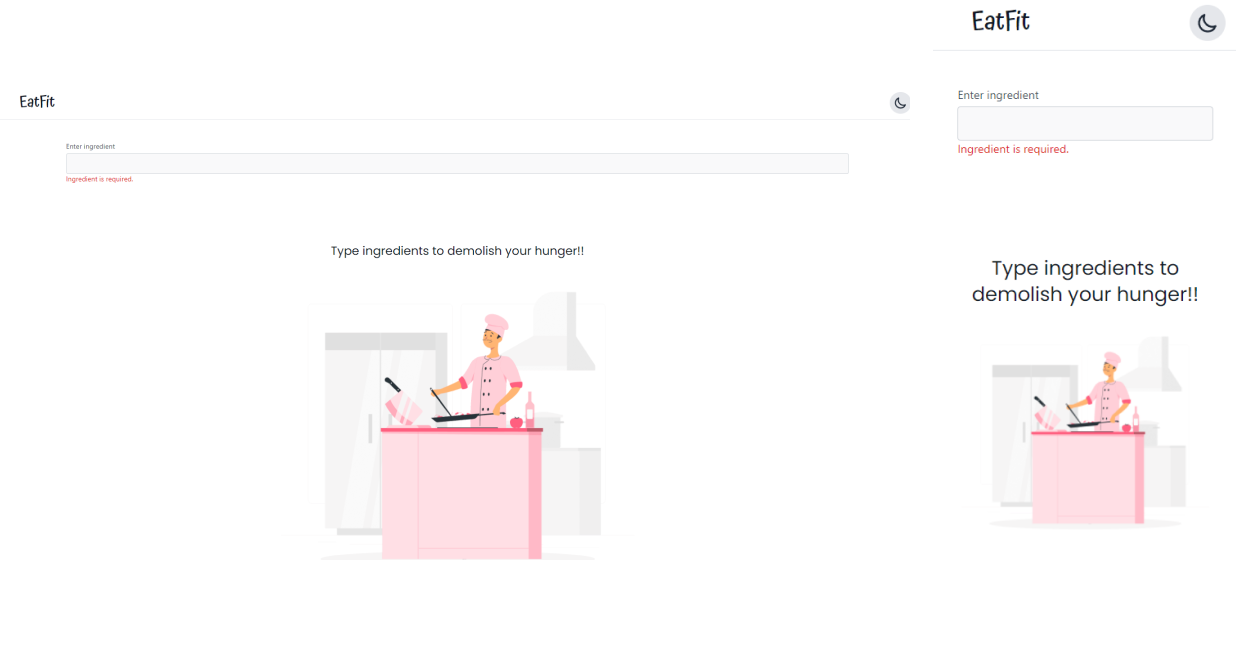 EatFit
Enter ingredient
Ingredient is required.
Type ingredients to demolish your hunger!!
EatFit
Enter ingredient
Ingredient is required.
Type ingredients to
demolish your hunger!!